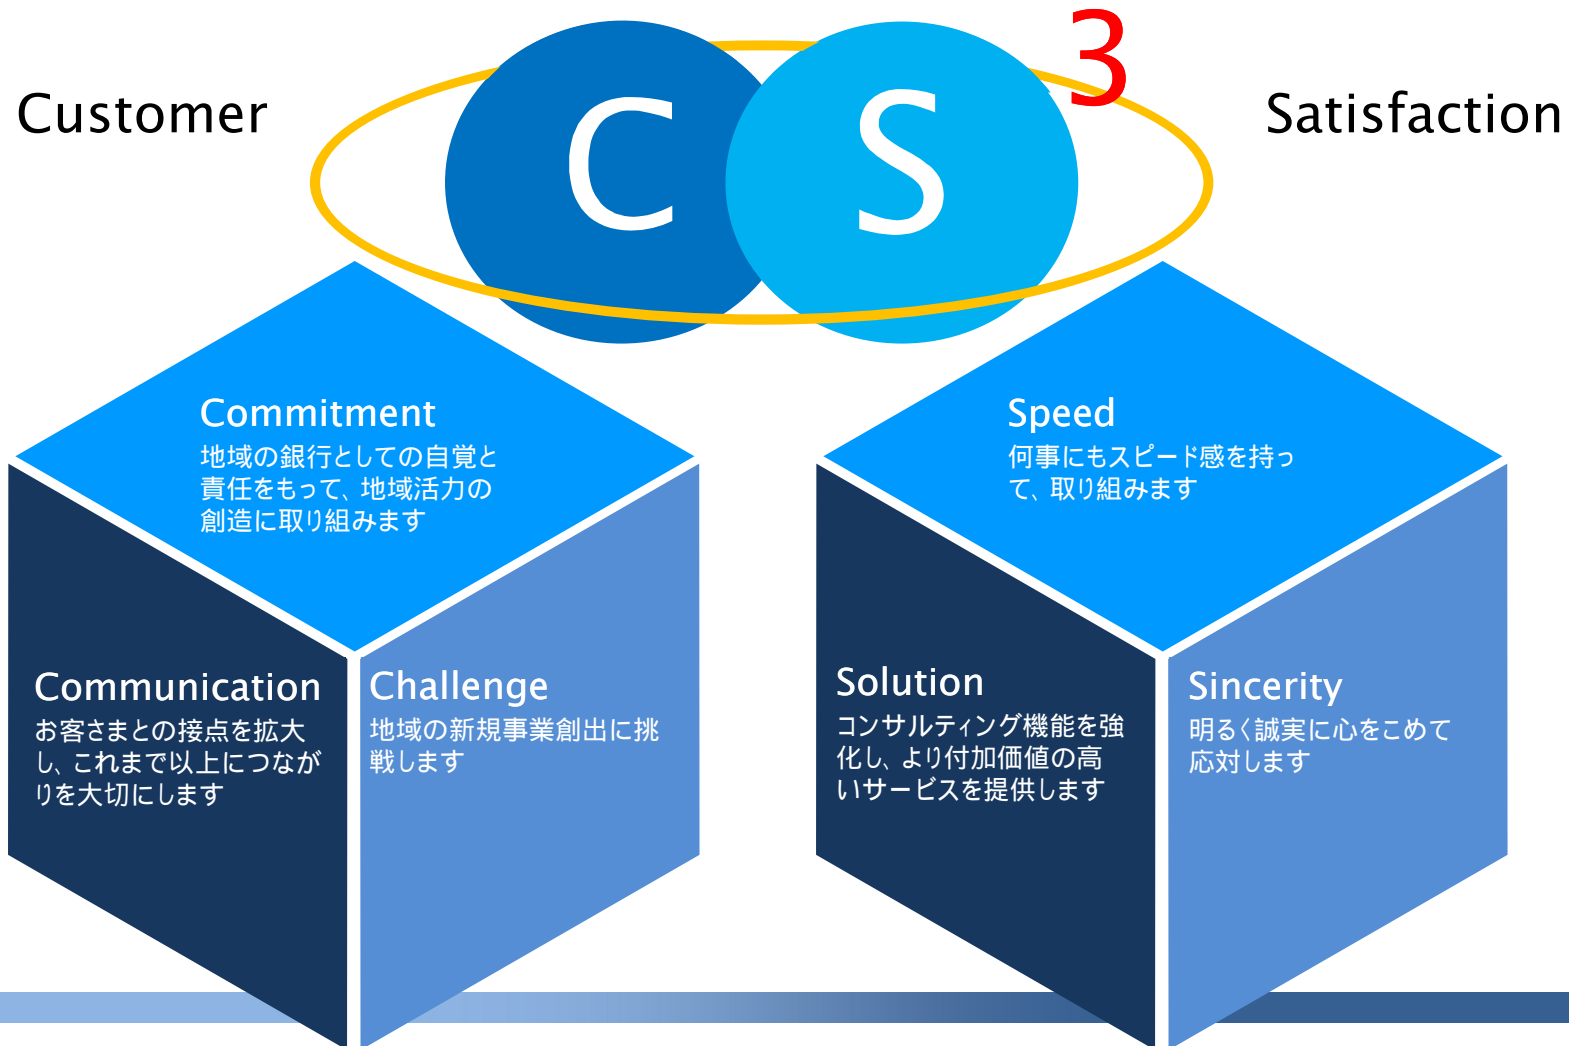 Customer
C
S
3
Satisfaction
Commitment
地域の銀行としての自覚と
責任をもって、地域活力の
創造に取り組みます
Communication
お客さまとの接点を拡大
し、これまで以上につなが
りを大切にします
Challenge
地域の新規事業創出に挑
戦します
Speed
何事にもスピード感を持っ
て、取り組みます
Solution
コンサルティング機能を強
化し、より付加価値の高
いサービスを提供します
Sincerity
明るく誠実に心をこめて
応対します